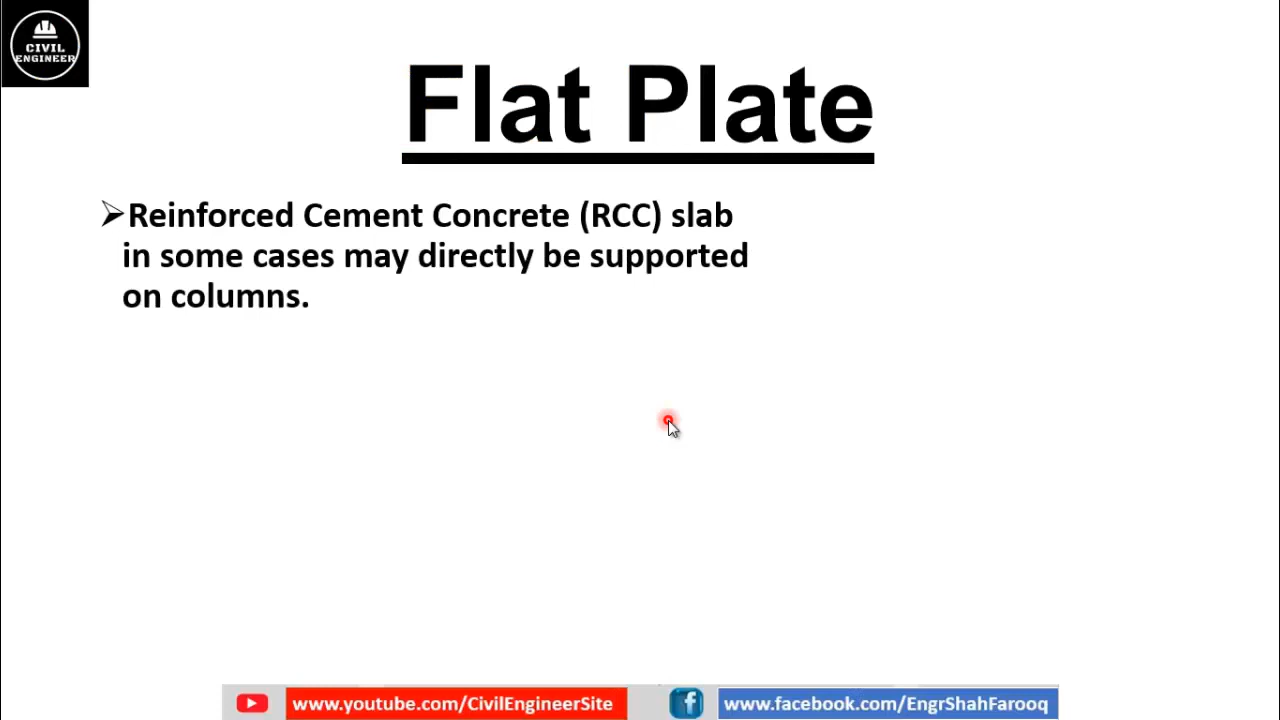 CIVIL
ENGINEER
Flat Plate
➢Reinforced Cement Concrete (RCC) slab
in some cases may directly be supported
on columns.
www.youtube.com/CivilEngineerSite
www.facebook.com/EngrShahFarooq